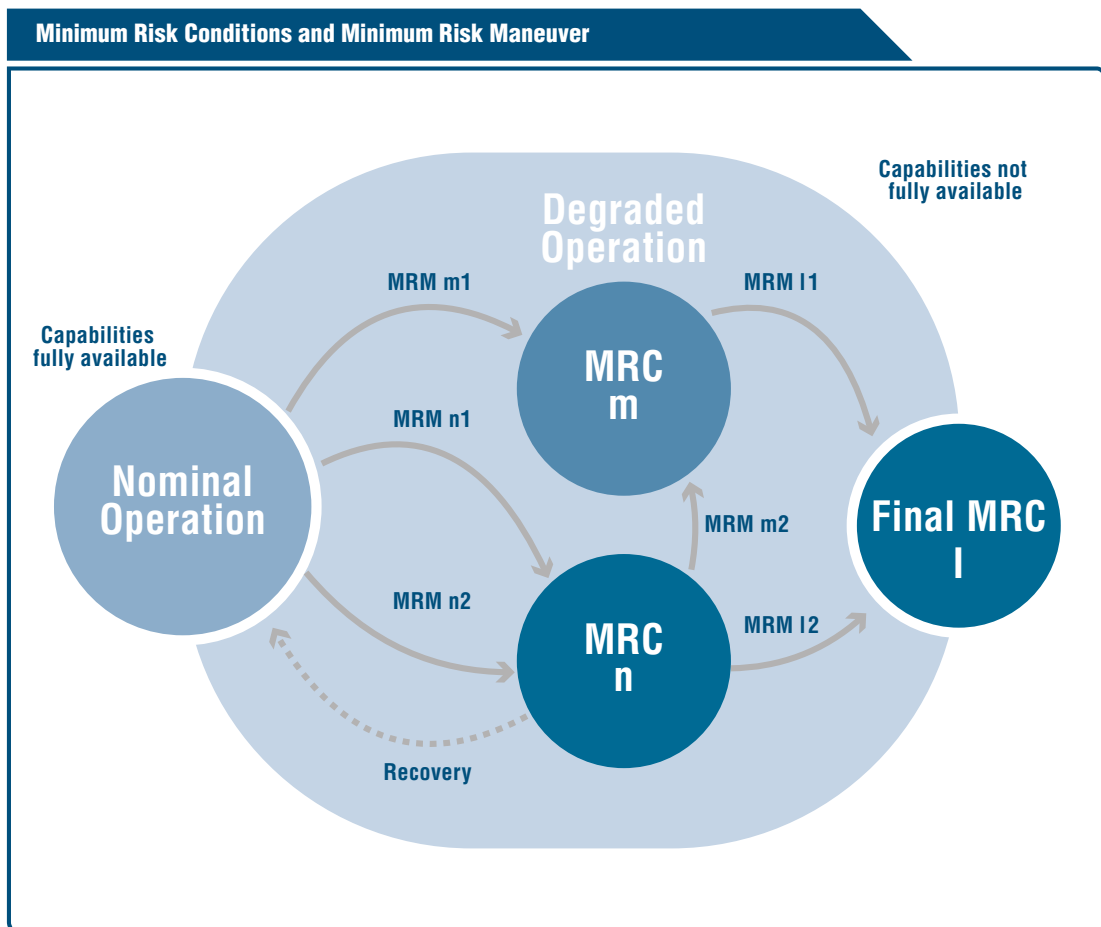 Minimum Risk Conditions and Minimum Risk Maneuver
Capabilities not
fully available
Degraded
Operation
MRM m1
MRM l1
Capabilities
fully available
MRC
m
MRM n1
Nominal
Operation
Final MRC
l
MRM m2
MRM n2
MRM l2
MRC
n
Recovery